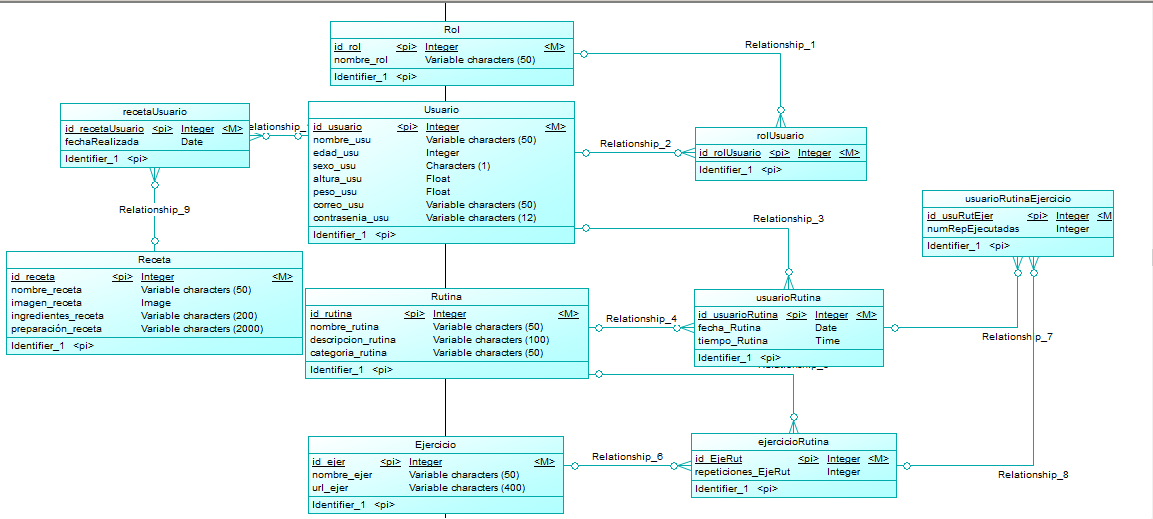 Rol
id_rol <pi> Integer <M>
nombre_rol Variable characters (50)
Identifier_1 <pi>
Relationship_1
recetaUsuario
id_recetaUsuario <pi> Integer <M>
fechaRealizada Date
Identifier_1 <pi>
elationship_
Usuario
id_usuario <pi> Integer <M>
nombre_usu Variable characters (50)
edad_usu Integer
sexo_usu Characters (1)
altura_usu Float
peso_usu Float
correo_usu Variable characters (50)
contrasenia_usu Variable characters (12)
Identifier_1 <pi>
Relationship_2
rolUsuario
id_rolUsuario <pi> Integer <M>
Identifier_1 <pi>
Relationship_9
Relationship_3
usuarioRutinaEjercicio
id_usuRutEjer <pi> Integer <M
numRepEjecutadas Integer
Identifier_1 <pi>
Receta
id_receta <pi> Integer <M>
nombre_receta Variable characters (50)
imagen_receta Image
ingredientes_receta Variable characters (200)
preparación_receta Variable characters (2000)
Identifier_1 <pi>
Rutina
id_rutina <pi> Integer <M>
nombre_rutina Variable characters (50)
descripcion_rutina Variable characters (100)
categoria_rutina Variable characters (50)
Identifier_1 <pi>
Relationship_4
usuarioRutina
id_usuarioRutina <pi> Integer <M>
fecha_Rutina Date
tiempo_Rutina Time
Identifier_1 <pi>
Relationship_7
Ejercicio
id_ejer <pi> Integer <M>
nombre_ejer Variable characters (50)
url_ejer Variable characters (400)
Identifier_1 <pi>
Relationship_6
ejercicioRutina
id_EjeRut <pi> Integer <M>
repeticiones_EjeRut Integer
Identifier_1 <pi>
Relationship_8